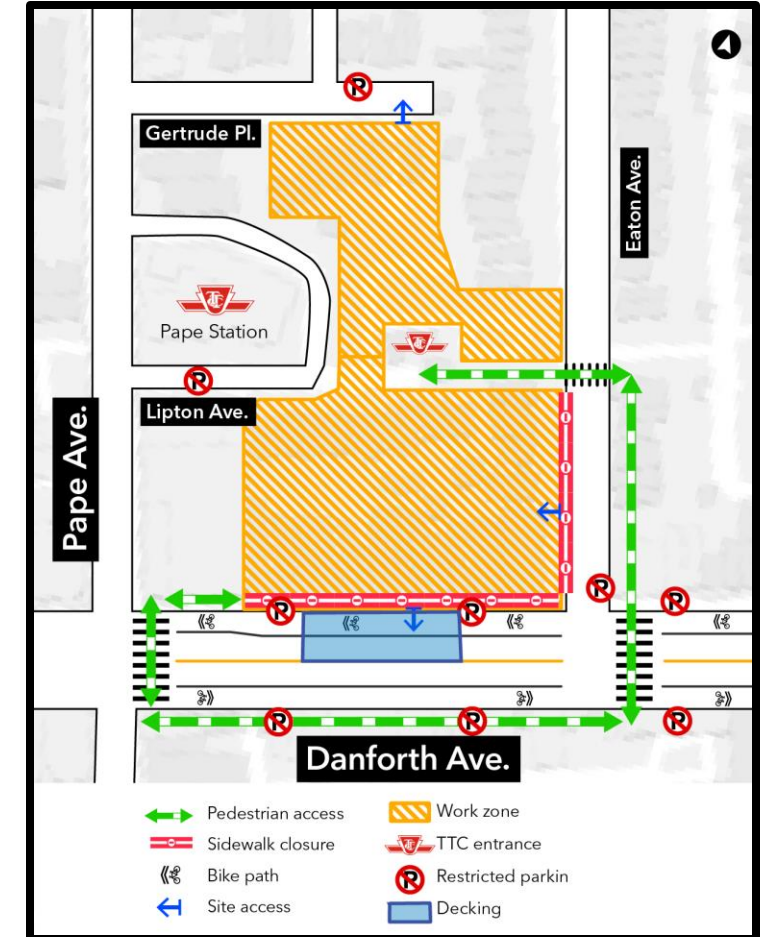 Gertrude Pl.
Eaton Ave.
Pape Station
Lipton Ave.
Pape Ave.
Danforth Ave.
Pedestrian access
Work zone
Sidewalk closure
TTC entrance
Bike path
Restricted parkin
Site access
Decking